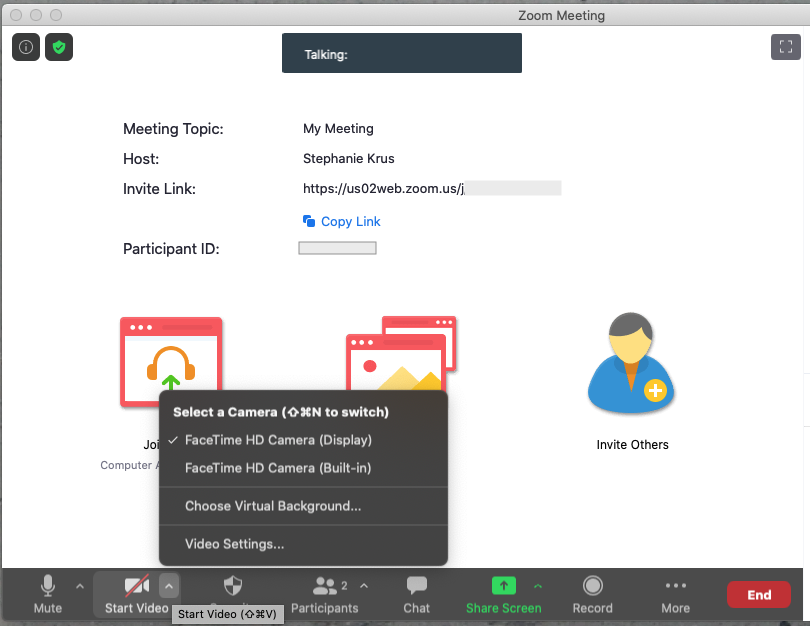 Zoom Meeting
Talking:
Meeting Topic: My Meeting
Host: Stephanie Krus
Invite Link: https://us02web.zoom.us/j
Copy Link
Participant ID:
Joi
Computer A
Invite Others
Select a Camera (⇧⌘N to switch)
✓ FaceTime HD Camera (Display)
FaceTime HD Camera (Built-in)
Choose Virtual Background...
Video Settings...
2
Mute Start Video Participants Chat Share Screen Record More End
Start Video (⇧⌘V)